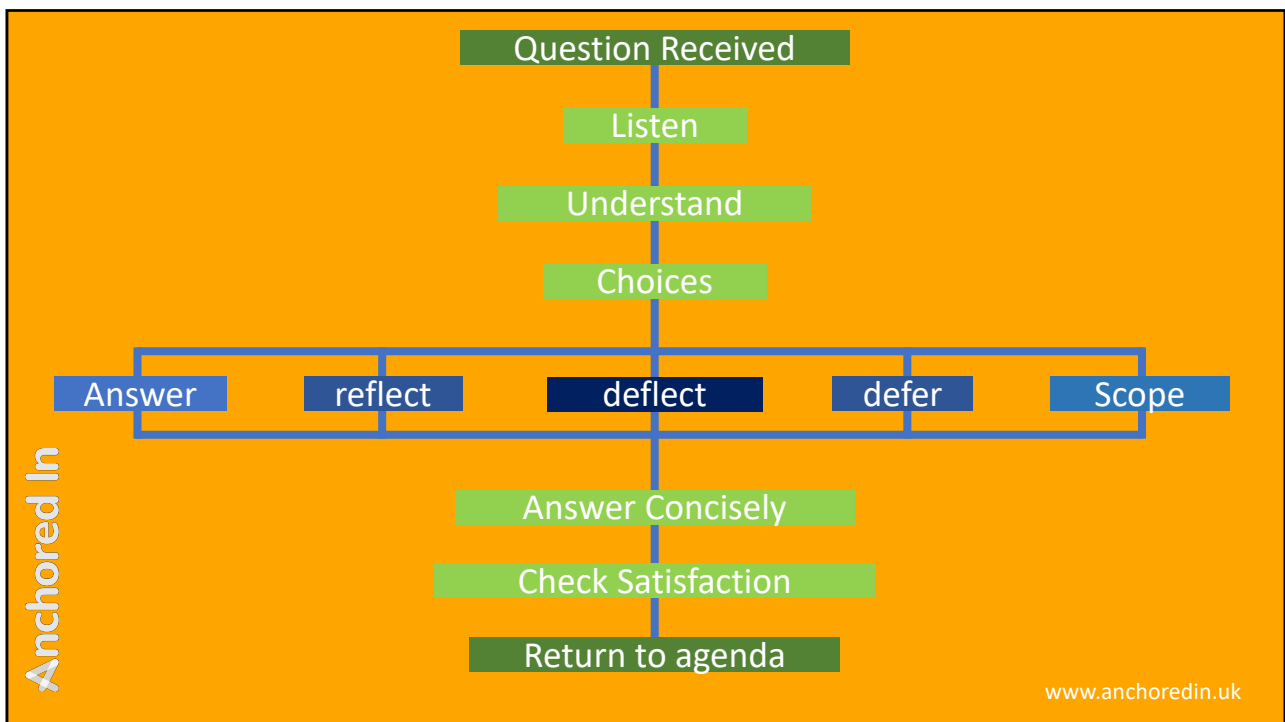 Question Received
Listen
Understand
Choices
Answer
reflect
deflect
defer
Scope
Answer Concisely
Check Satisfaction
Return to agenda
Anchored In
www.anchoredin.uk